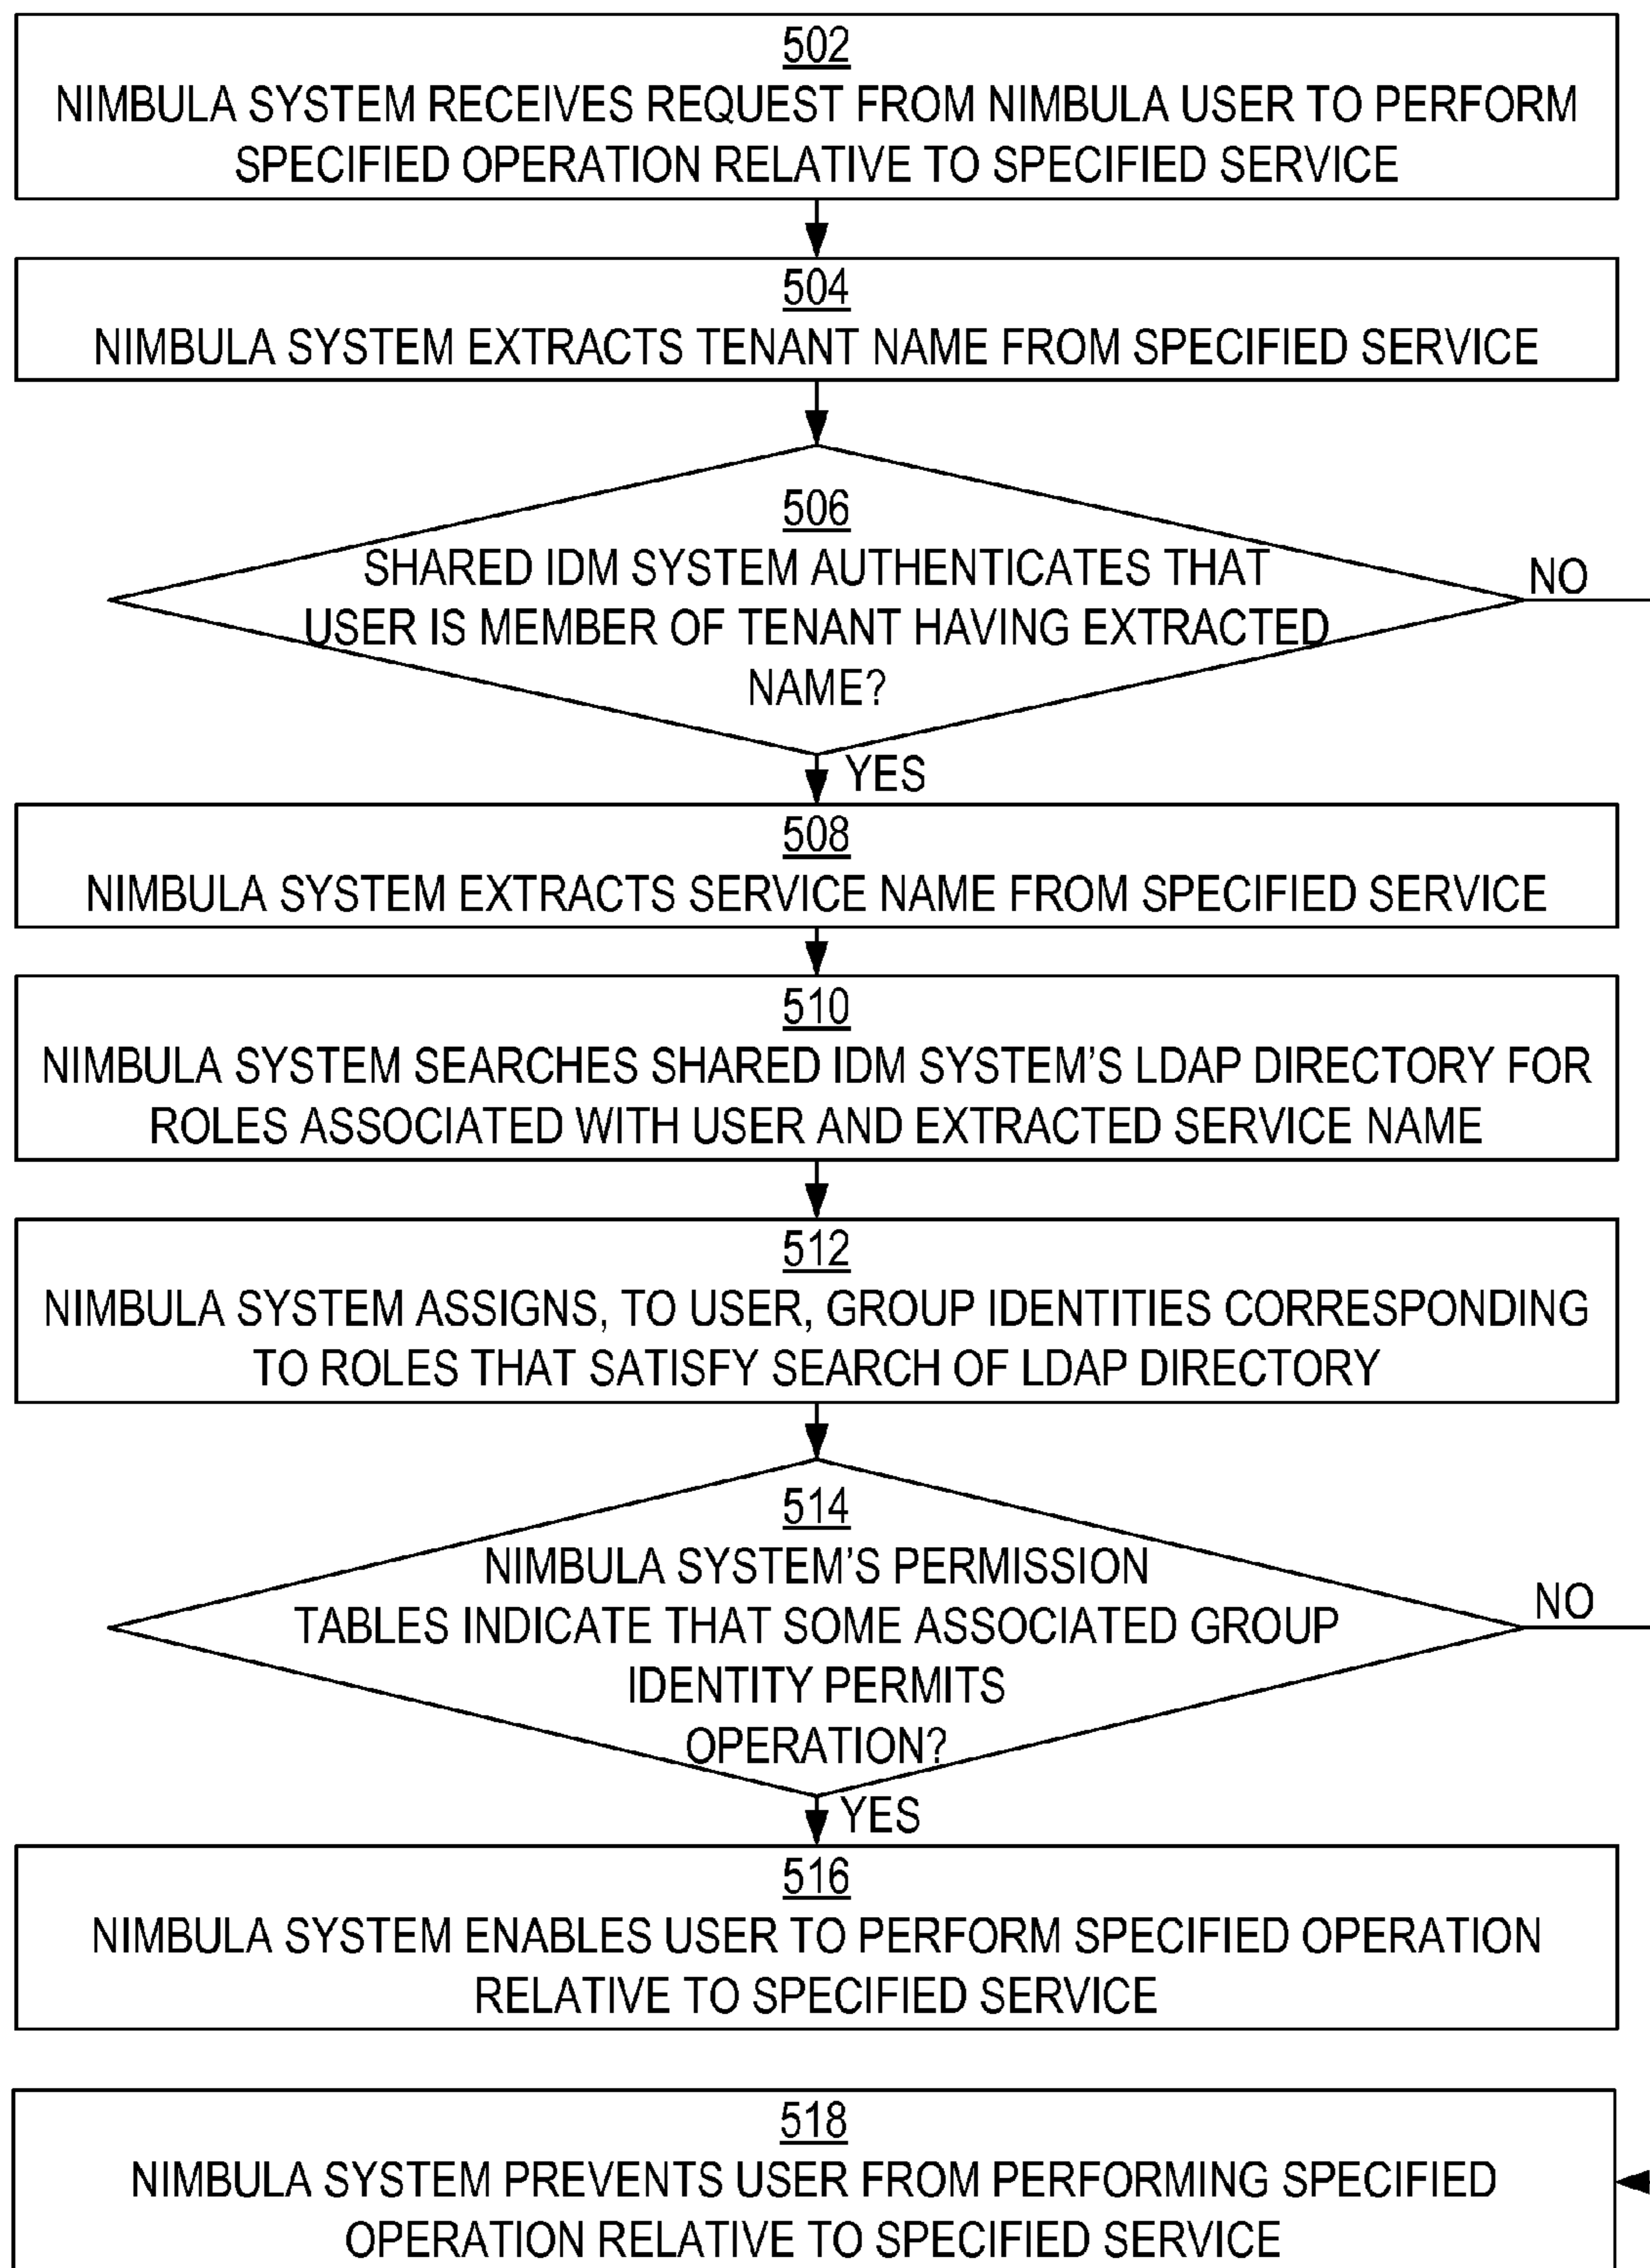 502
NIMBULA SYSTEM RECEIVES REQUEST FROM NIMBULA USER TO PERFORM
SPECIFIED OPERATION RELATIVE TO SPECIFIED SERVICE
504
NIMBULA SYSTEM EXTRACTS TENANT NAME FROM SPECIFIED SERVICE
506
SHARED IDM SYSTEM AUTHENTICATES THAT
USER IS MEMBER OF TENANT HAVING EXTRACTED
NAME?
NO
YES
508
NIMBULA SYSTEM EXTRACTS SERVICE NAME FROM SPECIFIED SERVICE
510
NIMBULA SYSTEM SEARCHES SHARED IDM SYSTEM'S LDAP DIRECTORY FOR
ROLES ASSOCIATED WITH USER AND EXTRACTED SERVICE NAME
512
NIMBULA SYSTEM ASSIGNS, TO USER, GROUP IDENTITIES CORRESPONDING
TO ROLES THAT SATISFY SEARCH OF LDAP DIRECTORY
514
NIMBULA SYSTEM'S PERMISSION
TABLES INDICATE THAT SOME ASSOCIATED GROUP
IDENTITY PERMITS
OPERATION?
NO
YES
516
NIMBULA SYSTEM ENABLES USER TO PERFORM SPECIFIED OPERATION
RELATIVE TO SPECIFIED SERVICE
518
NIMBULA SYSTEM PREVENTS USER FROM PERFORMING SPECIFIED
OPERATION RELATIVE TO SPECIFIED SERVICE